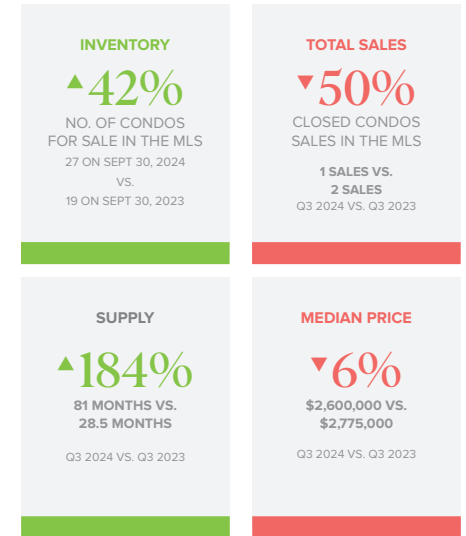 INVENTORY
▲42%
NO. OF CONDOS
FOR SALE IN THE MLS
27 ON SEPT 30, 2024
VS.
19 ON SEPT 30, 2023
TOTAL SALES
▼50%
CLOSED CONDOS
SALES IN THE MLS
1 SALES VS.
2 SALES
Q3 2024 VS. Q3 2023
SUPPLY
▲184%
81 MONTHS VS.
28.5 MONTHS
Q3 2024 VS. Q3 2023
MEDIAN PRICE
▼6%
$2,600,000 VS.
$2,775,000
Q3 2024 VS. Q3 2023